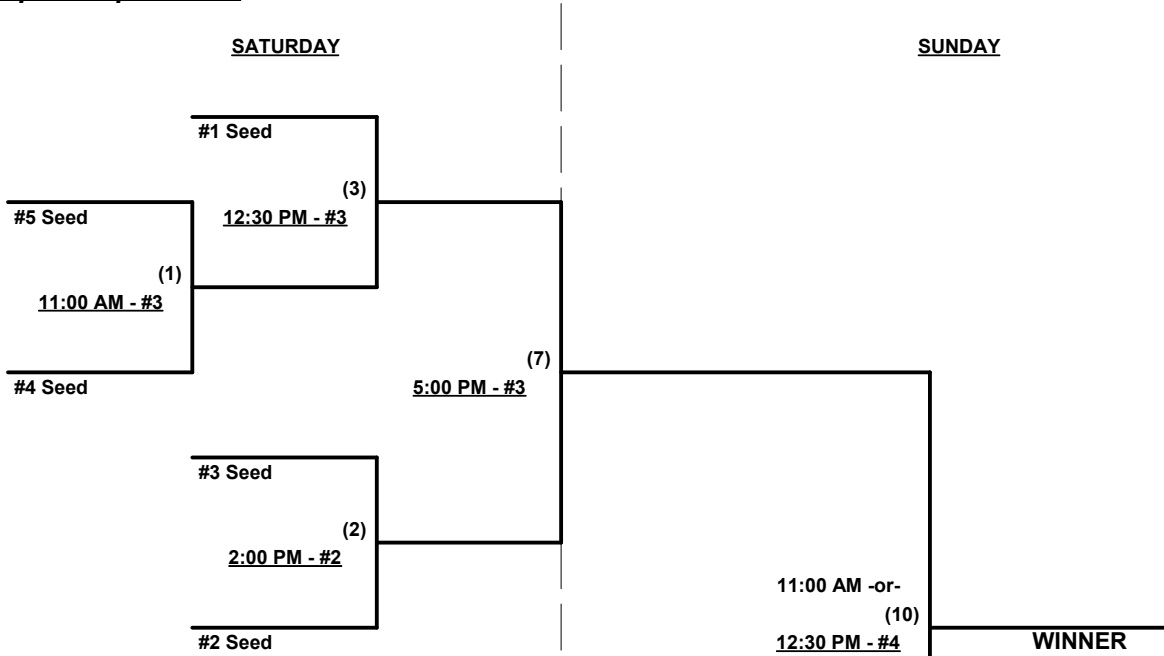 SATURDAY
SUNDAY
#1 Seed
(3)
12:30 PM - #3
#5 Seed
(1)
11:00 AM - #3
#4 Seed
(7)
5:00 PM - #3
#3 Seed
(2)
2:00 PM - #2
#2 Seed
11:00 AM -or-
(10)
12:30 PM - #4
WINNER